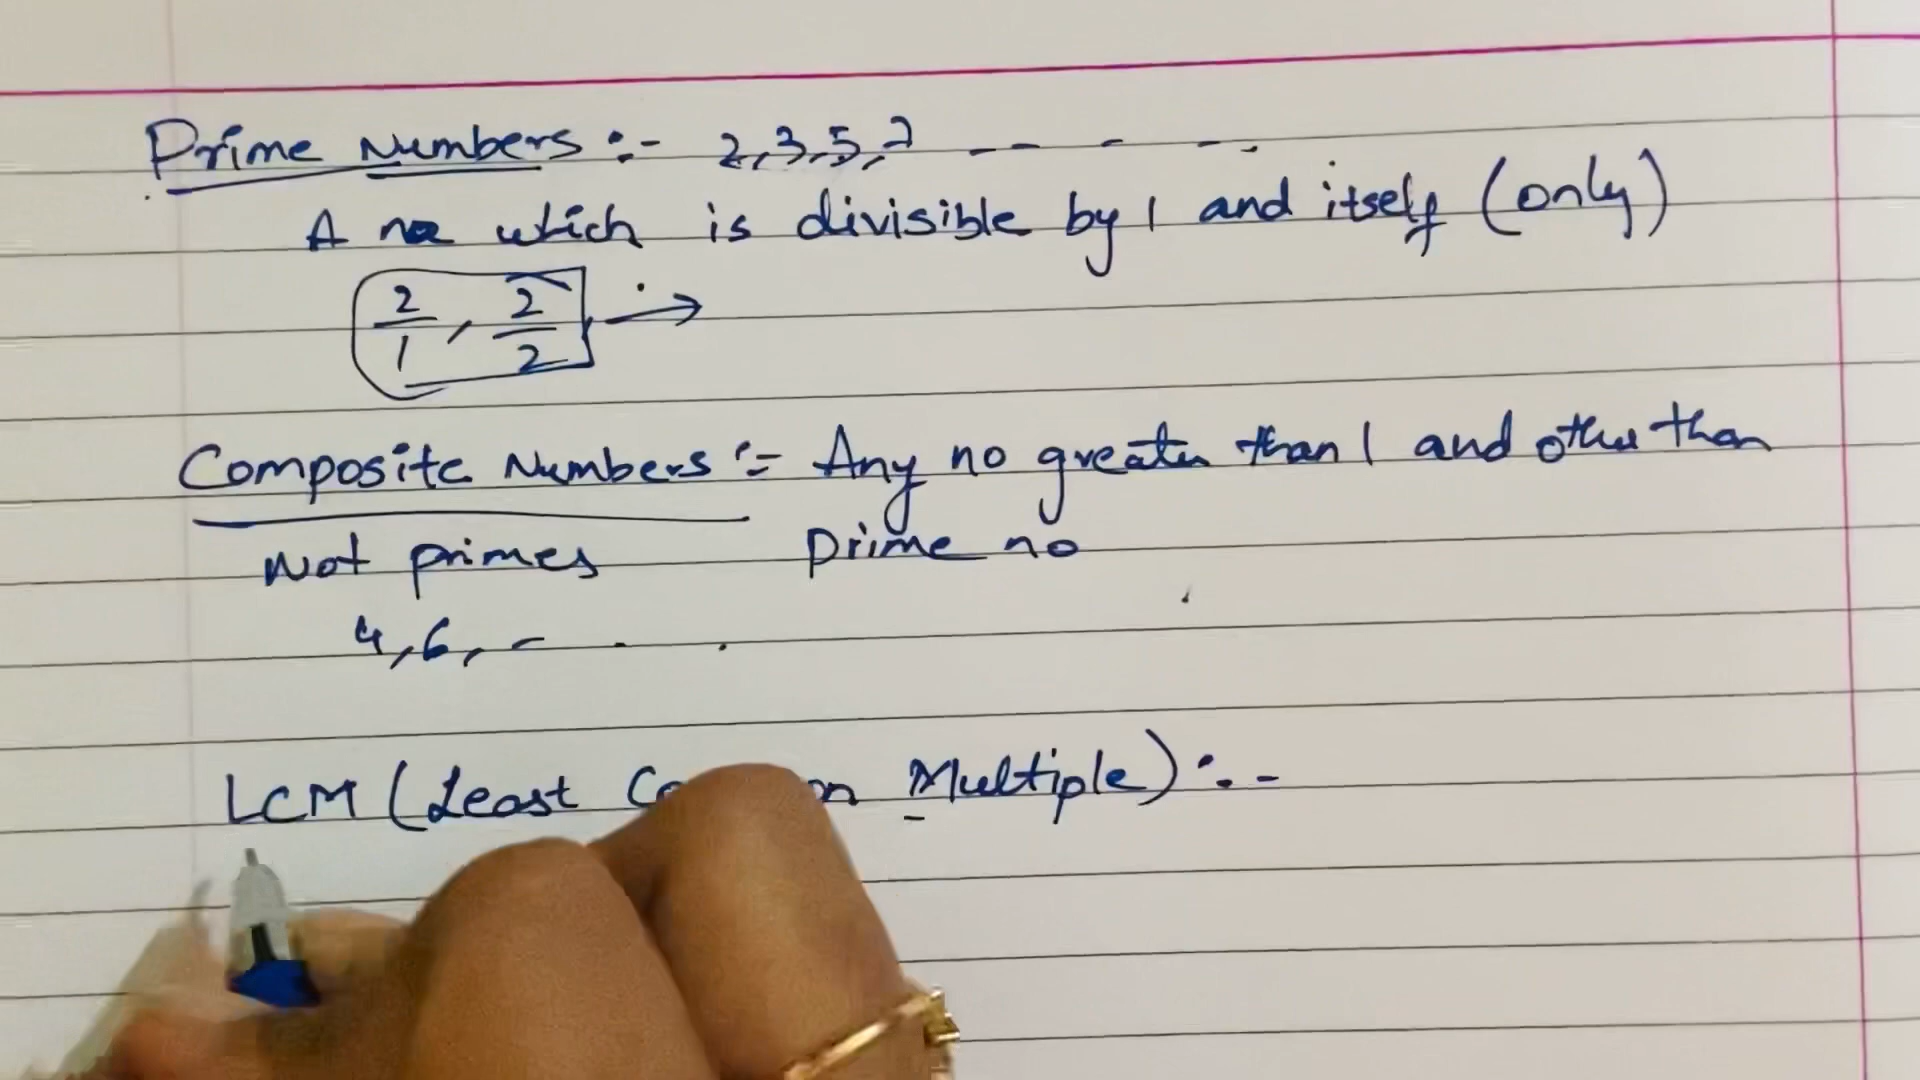 Prime Numbers :- 2,3,5,7 -- - -.
A no which is divisible by 1 and itself (only)
2/1, 2/2 →
Composite Numbers :- Any no greater than 1 and other than
Not primes prime no
4,6, - . .
LCM (Least Multiple) :-